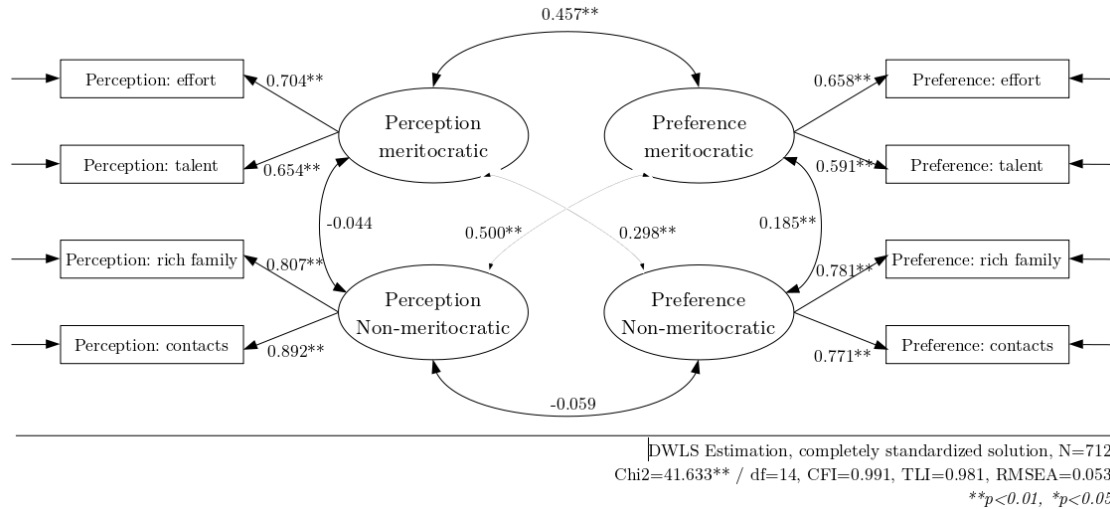 0.457**
Perception: effort
0.704**
Perception
meritocratic
Preference
meritocratic
0.658**
Preference: effort
Perception: talent
0.654**
0.591**
Preference: talent
-0.044
0.500**
0.298**
0.185**
Perception: rich family
0.807**
Perception
Non-meritocratic
Preference
Non-meritocratic
0.781**
Preference: rich family
Perception: contacts
0.892**
0.771**
Preference: contacts
-0.059
DWLS Estimation, completely standardized solution, N=712
Chi2=41.633** / df=14, CFI=0.991, TLI=0.981, RMSEA=0.053
**p<0.01, *p<0.05